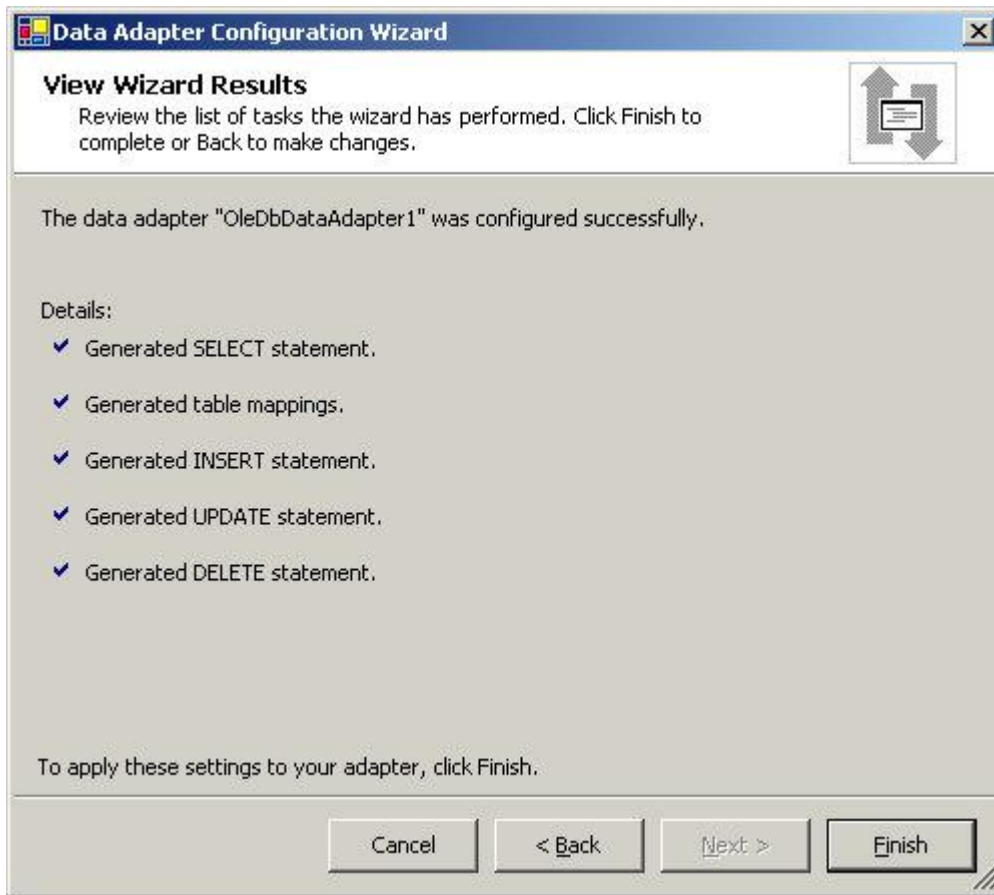 Data Adapter Configuration Wizard
View Wizard Results
Review the list of tasks the wizard has performed. Click Finish to
complete or Back to make changes.
The data adapter "OleDbDataAdapter1" was configured successfully.
Details:
Generated SELECT statement.
Generated table mappings.
Generated INSERT statement.
Generated UPDATE statement.
Generated DELETE statement.
To apply these settings to your adapter, click Finish.
Cancel
< Back
Next >
Finish